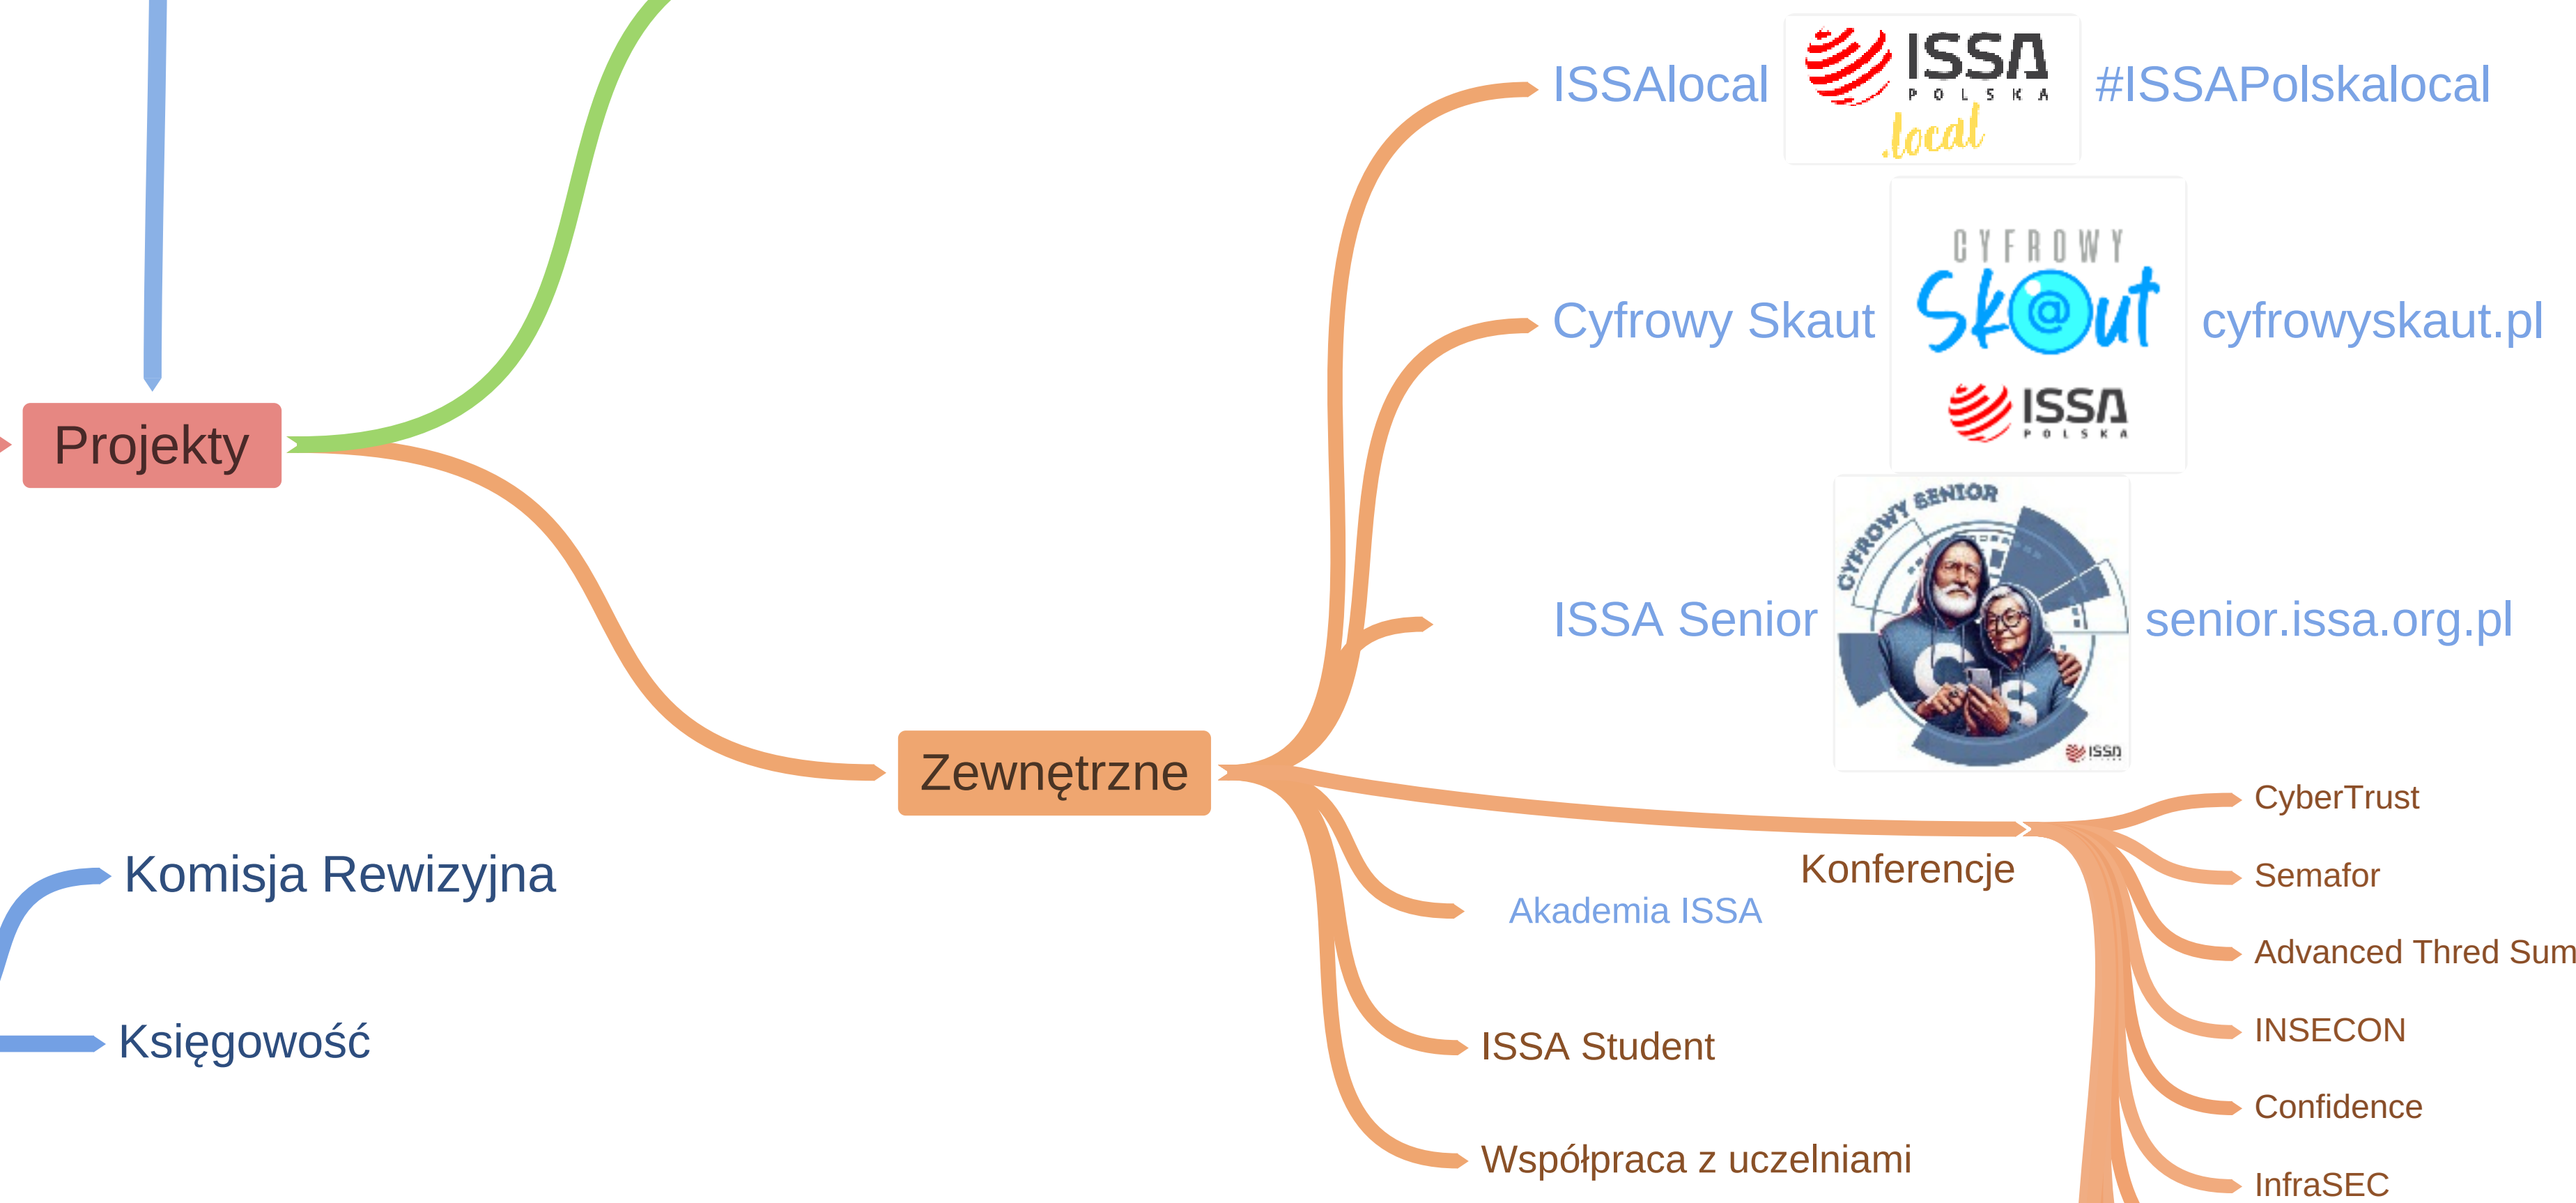 ISSAlocal
ISSA
POLSKA
.local
#ISSAPolskalocal
CYFROWY
Sk@ut
ISSA
POLSKA
Cyfrowy Skaut
cyfrowyskaut.pl
Projekty
CYFROWY SENIOR
CS
ISSA
ISSA Senior
senior.issa.org.pl
Zewnętrzne
Komisja Rewizyjna
Księgowość
Konferencje
Akademia ISSA
ISSA Student
Współpraca z uczelniami
CyberTrust
Semafor
Advanced Thred Sum
INSECON
Confidence
InfraSEC